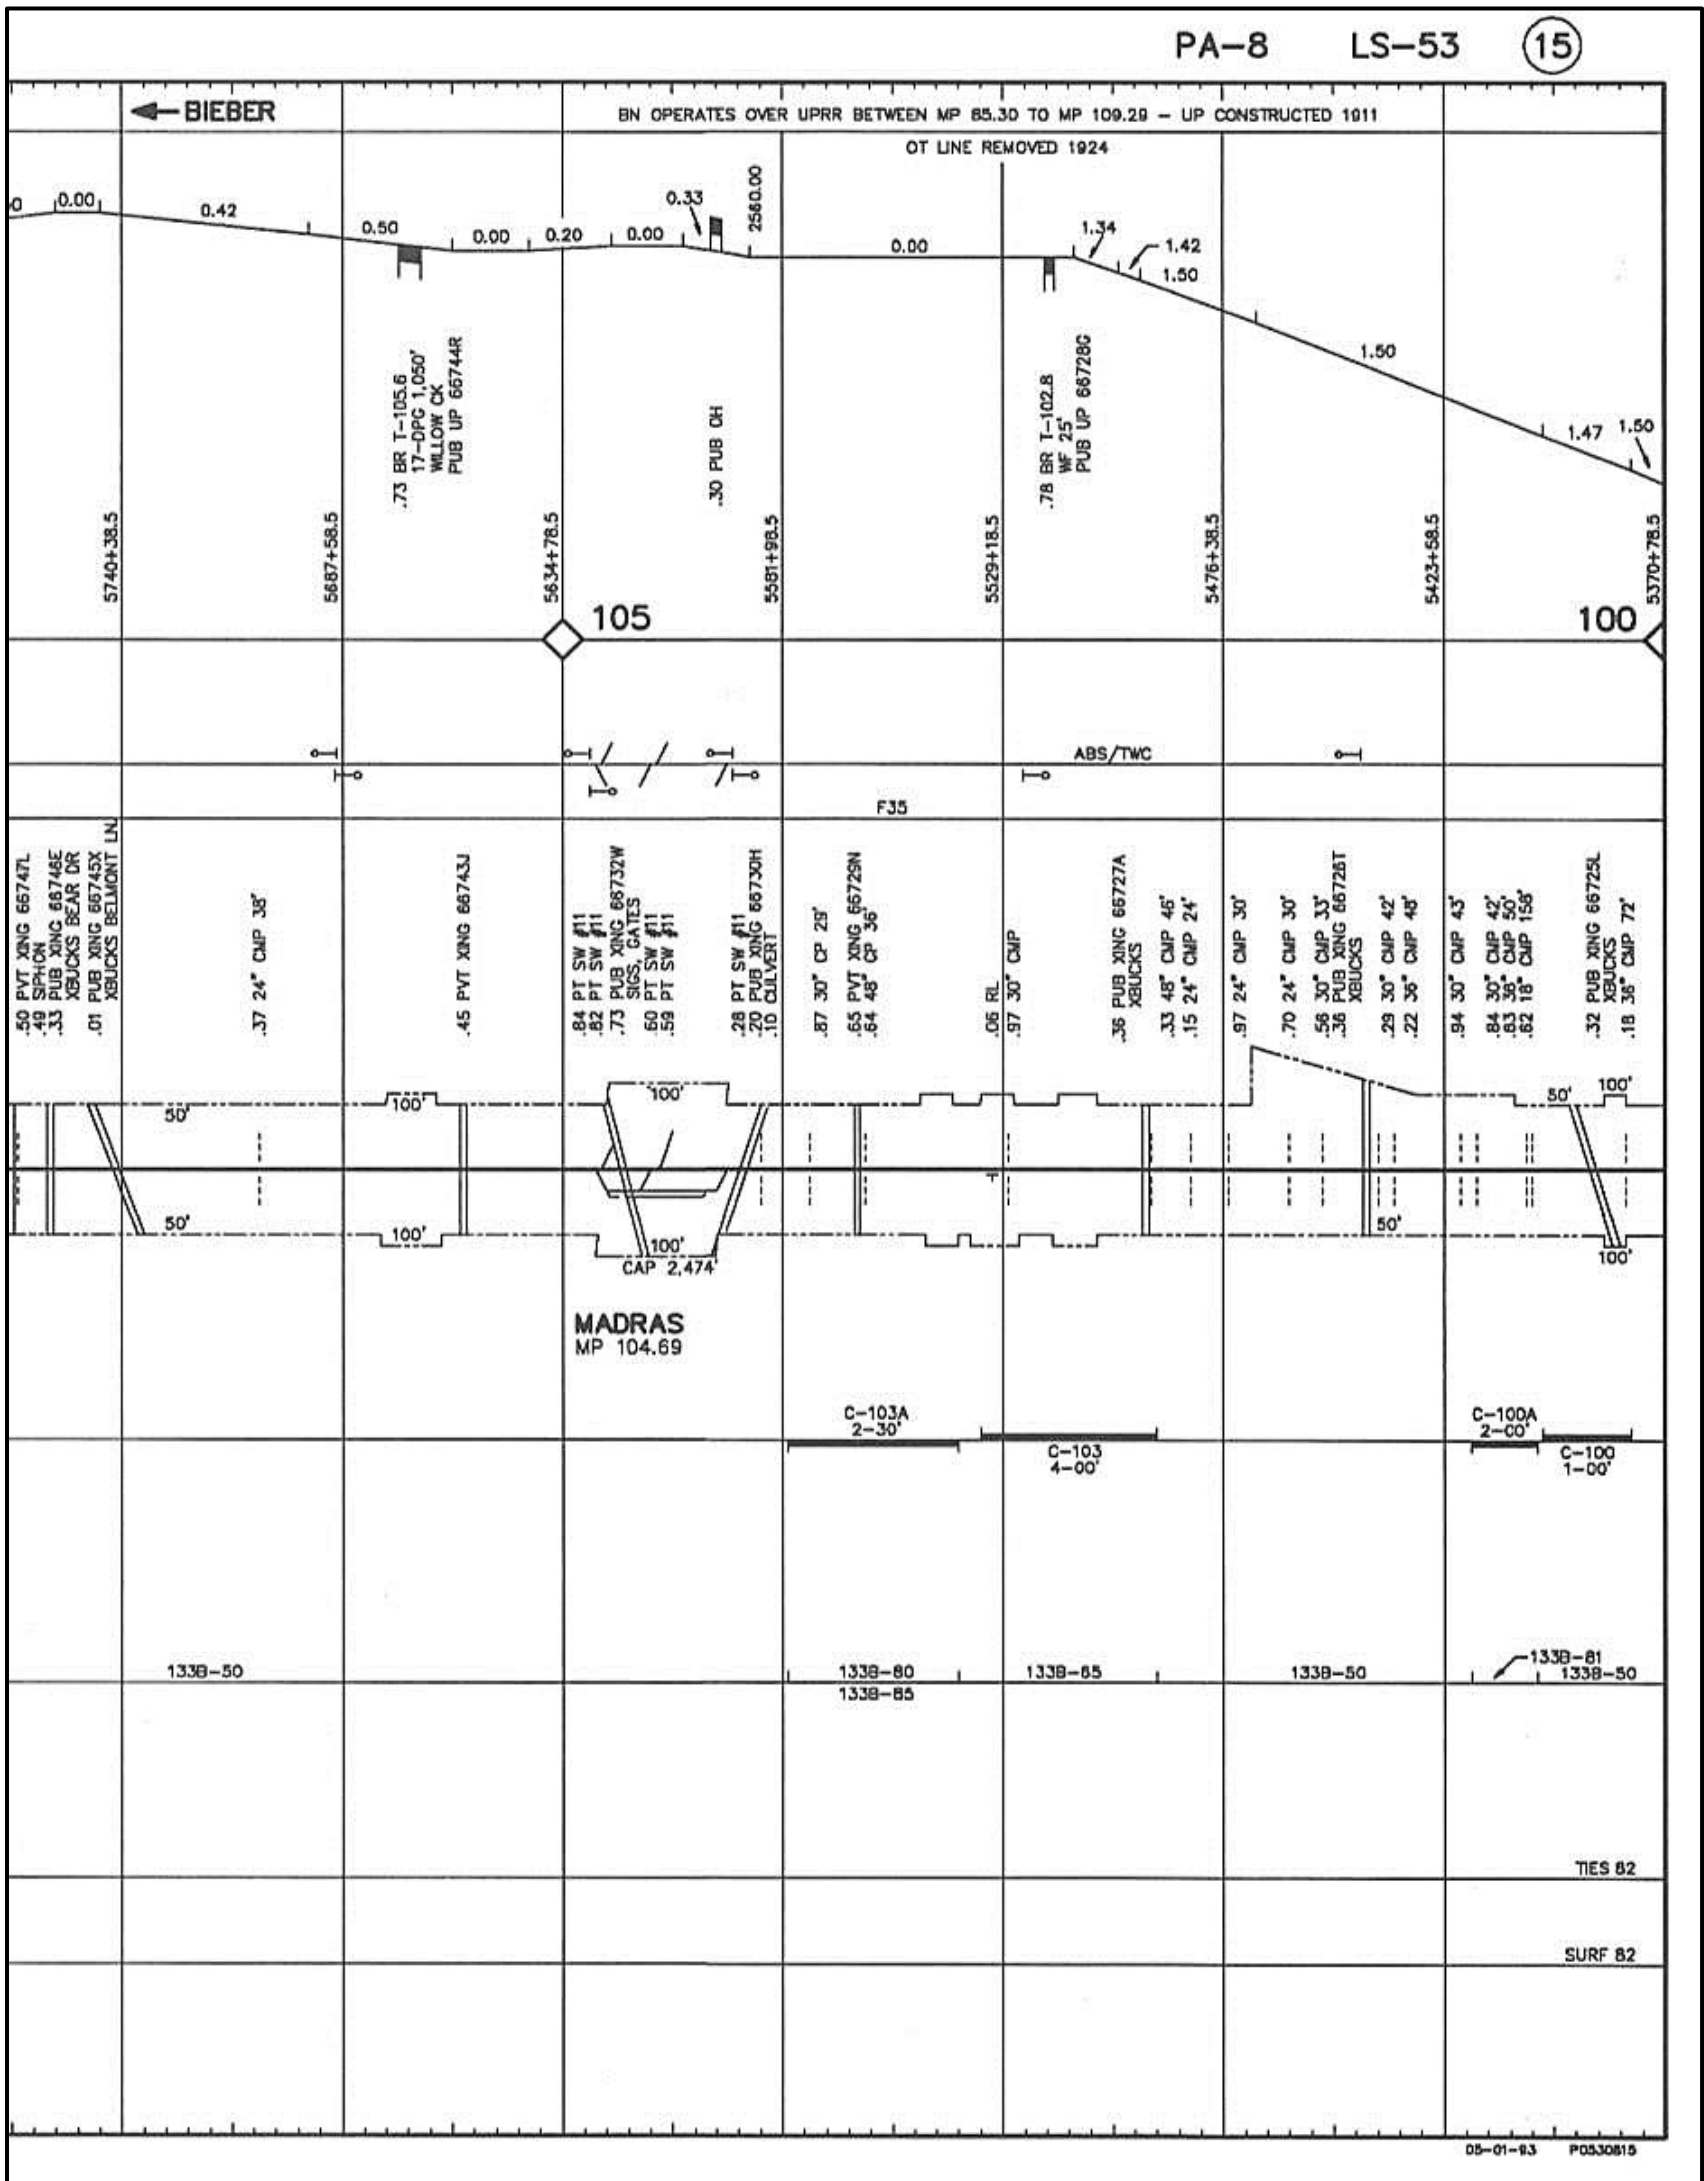 PA-8 LS-53 15
BIEBER
BN OPERATES OVER UPRR BETWEEN MP 85.30 TO MP 109.29 - UP CONSTRUCTED 1911
OT LINE REMOVED 1924
0
0.00
0.42
0.50
0.00
0.20
0.00
0.33
2560.00
0.00
1.34
1.42
1.50
1.50
1.47
1.50
.73 BR T-105.6
17-DPG 1,050'
WILLOW CK
PUB UP 66744R
.30 PUB OH
.78 BR T-102.8
WF 25'
PUB UP 66728G
5740+38.5
5687+58.5
5634+78.5
5581+98.5
5529+18.5
5476+38.5
5423+58.5
5370+78.5
105
100
ABS/TWC
F35
.50 PVT XING 66747L
.49 SIPHON
.33 PUB XING 66746E
XBUCKS BEAR DR
.01 PUB XING 66745X
XBUCKS BELMONT LN
.37 24" CMP 38'
.45 PVT XING 66743J
.84 PT SW #11
.82 PT SW #11
.73 PUB XING 66732W
SIGS, GATES
.60 PT SW #11
.59 PT SW #11
.28 PT SW #11
.20 PUB XING 66730H
.10 CULVERT
.87 30" CP 29'
.65 PVT XING 66729N
.64 48" CP 36'
.06 RL
.97 30" CMP
.36 PUB XING 66727A
XBUCKS
.33 48" CMP 46'
.15 24" CMP 24'
.97 24" CMP 30'
.70 24" CMP 30'
.56 30" CMP 33'
.36 PUB XING 66726T
XBUCKS
.29 30" CMP 42'
.22 36" CMP 48'
.94 30" CMP 43'
.84 30" CMP 42'
.63 36" CMP 50'
.62 18" CMP 158'
.32 PUB XING 66725L
XBUCKS
.18 36" CMP 72'
50'
100'
100'
50'
100'
50'
100'
100'
50'
100'
CAP 2,474'
MADRAS
MP 104.69
C-103A
2-30'
C-103
4-00'
C-100A
2-00'
C-100
1-00'
133B-50
133B-80
133B-65
133B-65
133B-50
133B-81
133B-50
TIES 82
SURF 82
05-01-93 P0530815